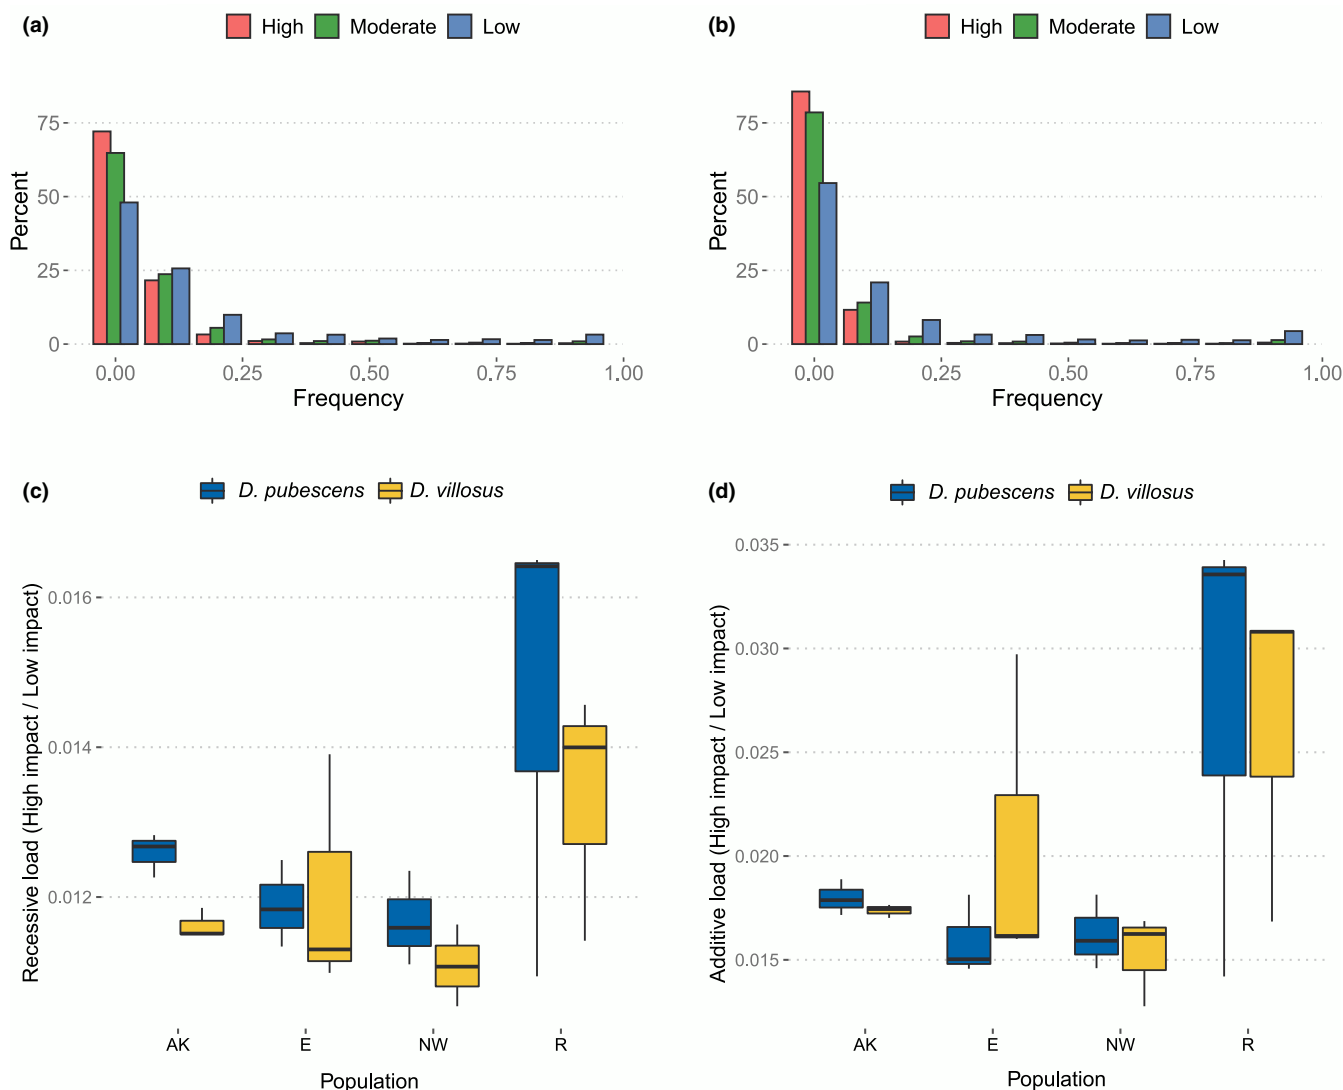 (a)
High Moderate Low
75
50
25
0
Percent
0.00 0.25 0.50 0.75 1.00
Frequency
(b)
High Moderate Low
75
50
25
0
Percent
0.00 0.25 0.50 0.75 1.00
Frequency
(c)
D. pubescens D. villosus
0.016
0.014
0.012
Recessive load (High impact / Low impact)
AK E NW R
Population
(d)
D. pubescens D. villosus
0.035
0.030
0.025
0.020
0.015
Additive load (High impact / Low impact)
AK E NW R
Population